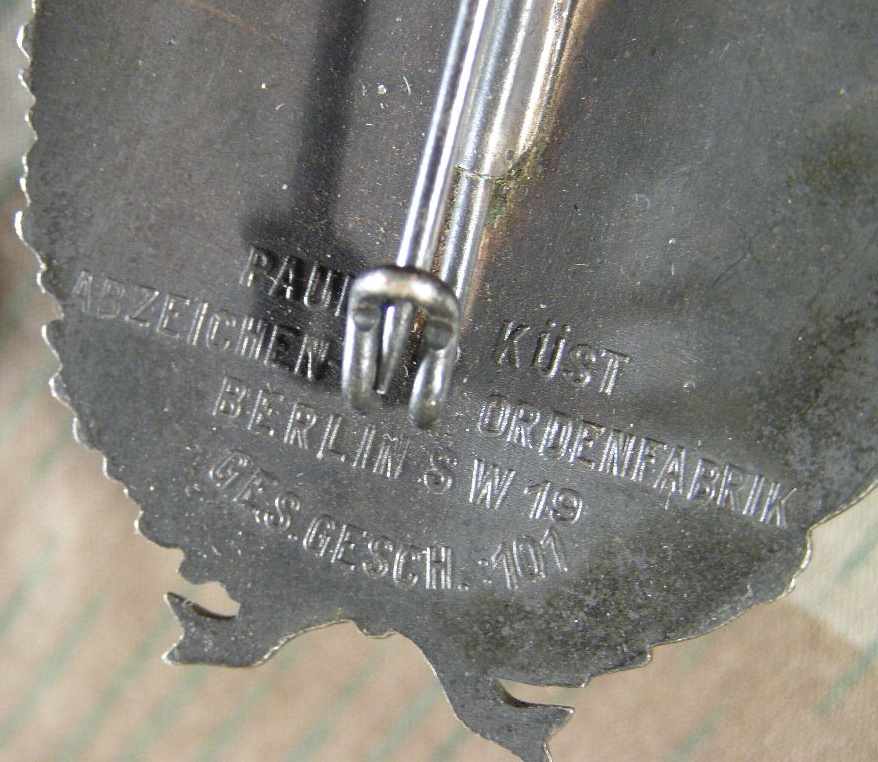 PAUL KÜST
ABZEICHEN- ORDENFABRIK
BERLIN SW 19
GES. GESCH. :101